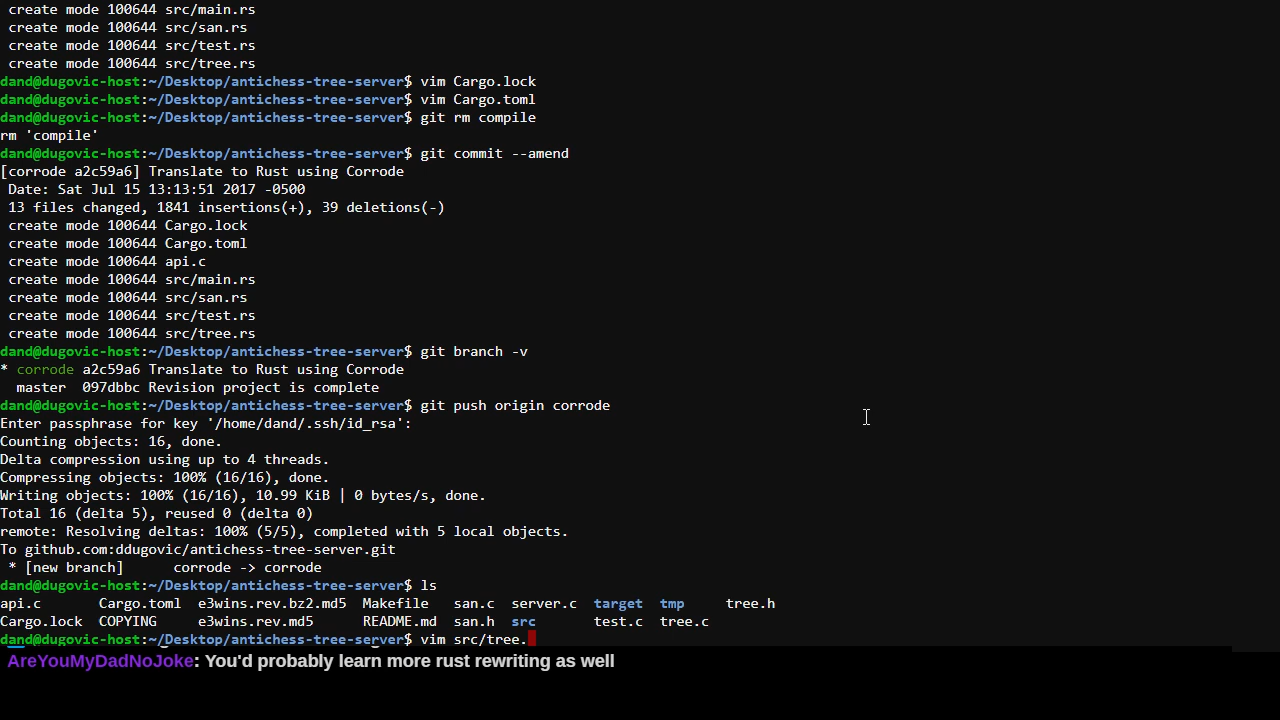 create mode 100644 src/main.rs
create mode 100644 src/san.rs
create mode 100644 src/test.rs
create mode 100644 src/tree.rs
dand@dugovic-host:~/Desktop/antichess-tree-server$ vim Cargo.lock
dand@dugovic-host:~/Desktop/antichess-tree-server$ vim Cargo.toml
dand@dugovic-host:~/Desktop/antichess-tree-server$ git rm compile
rm 'compile'
dand@dugovic-host:~/Desktop/antichess-tree-server$ git commit --amend
[corrode a2c59a6] Translate to Rust using Corrode
Date: Sat Jul 15 13:13:51 2017 -0500
13 files changed, 1841 insertions(+), 39 deletions(-)
create mode 100644 Cargo.lock
create mode 100644 Cargo.toml
create mode 100644 api.c
create mode 100644 src/main.rs
create mode 100644 src/san.rs
create mode 100644 src/test.rs
create mode 100644 src/tree.rs
dand@dugovic-host:~/Desktop/antichess-tree-server$ git branch -v
* corrode a2c59a6 Translate to Rust using Corrode
master  097dbbc Revision project is complete
dand@dugovic-host:~/Desktop/antichess-tree-server$ git push origin corrode
Enter passphrase for key '/home/dand/.ssh/id_rsa':
Counting objects: 16, done.
Delta compression using up to 4 threads.
Compressing objects: 100% (16/16), done.
Writing objects: 100% (16/16), 10.99 KiB | 0 bytes/s, done.
Total 16 (delta 5), reused 0 (delta 0)
remote: Resolving deltas: 100% (5/5), completed with 5 local objects.
To github.com:ddugovic/antichess-tree-server.git
* [new branch]      corrode -> corrode
dand@dugovic-host:~/Desktop/antichess-tree-server$ ls
api.c       Cargo.toml  e3wins.rev.bz2.md5  Makefile   san.c  server.c  target  tmp     tree.h
Cargo.lock  COPYING     e3wins.rev.md5      README.md  san.h  src       test.c  tree.c
dand@dugovic-host:~/Desktop/antichess-tree-server$ vim src/tree.
AreYouMyDadNoJoke: You'd probably learn more rust rewriting as well